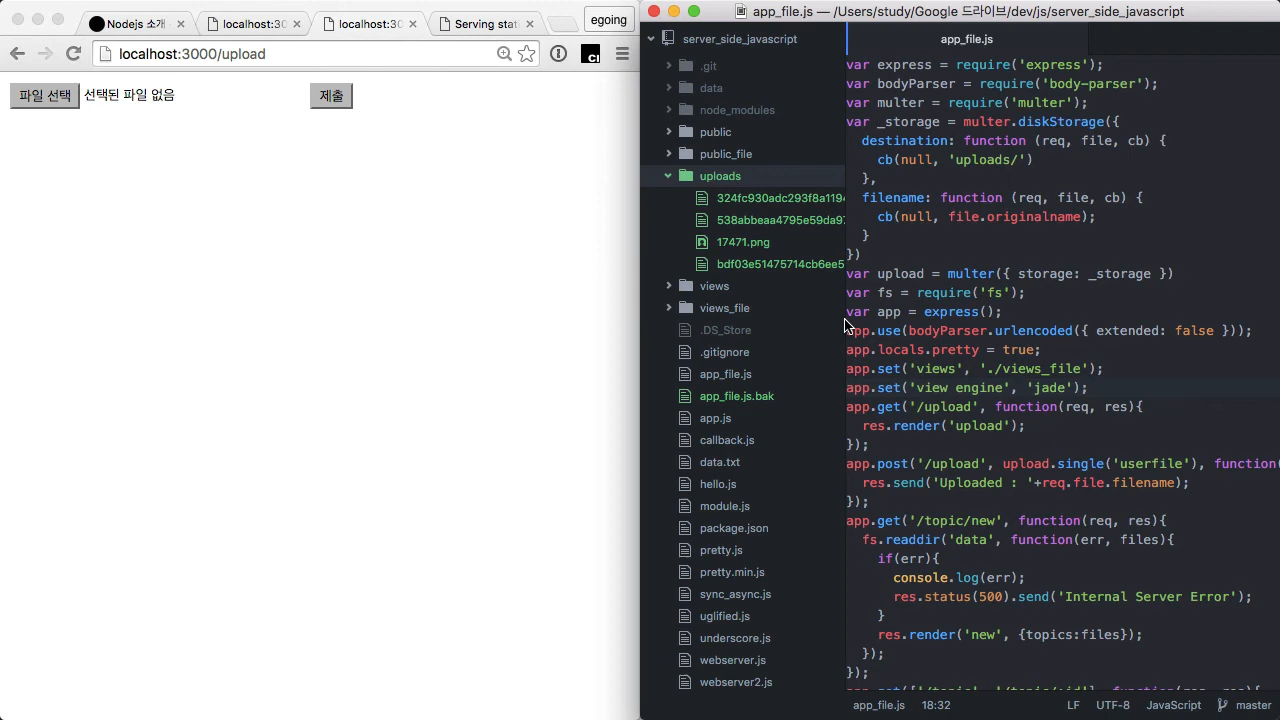 Nodejs 소개
localhost:30
localhost:30
Serving stat
egoing
localhost:3000/upload
파일 선택 선택된 파일 없음 제출
app_file.js — /Users/study/Google 드라이브/dev/js/server_side_javascript
server_side_javascript
.git
data
node_modules
public
public_file
uploads
324fc930adc293f8a1194
538abbeaa4795e59da97
17471.png
bdf03e51475714cb6ee5
views
views_file
.DS_Store
.gitignore
app_file.js
app_file.js.bak
app.js
callback.js
data.txt
hello.js
module.js
package.json
pretty.js
pretty.min.js
sync_async.js
uglified.js
underscore.js
webserver.js
webserver2.js
app_file.js
var express = require('express');
var bodyParser = require('body-parser');
var multer = require('multer');
var _storage = multer.diskStorage({
  destination: function (req, file, cb) {
    cb(null, 'uploads/')
  },
  filename: function (req, file, cb) {
    cb(null, file.originalname);
  }
})
var upload = multer({ storage: _storage })
var fs = require('fs');
var app = express();
app.use(bodyParser.urlencoded({ extended: false }));
app.locals.pretty = true;
app.set('views', './views_file');
app.set('view engine', 'jade');
app.get('/upload', function(req, res){
  res.render('upload');
});
app.post('/upload', upload.single('userfile'), function(
  res.send('Uploaded : '+req.file.filename);
});
app.get('/topic/new', function(req, res){
  fs.readdir('data', function(err, files){
    if(err){
      console.log(err);
      res.status(500).send('Internal Server Error');
    }
    res.render('new', {topics:files});
  });
});
app.get(['/topic', '/topic/:id'], function(req, res){
app_file.js 18:32 LF UTF-8 JavaScript master